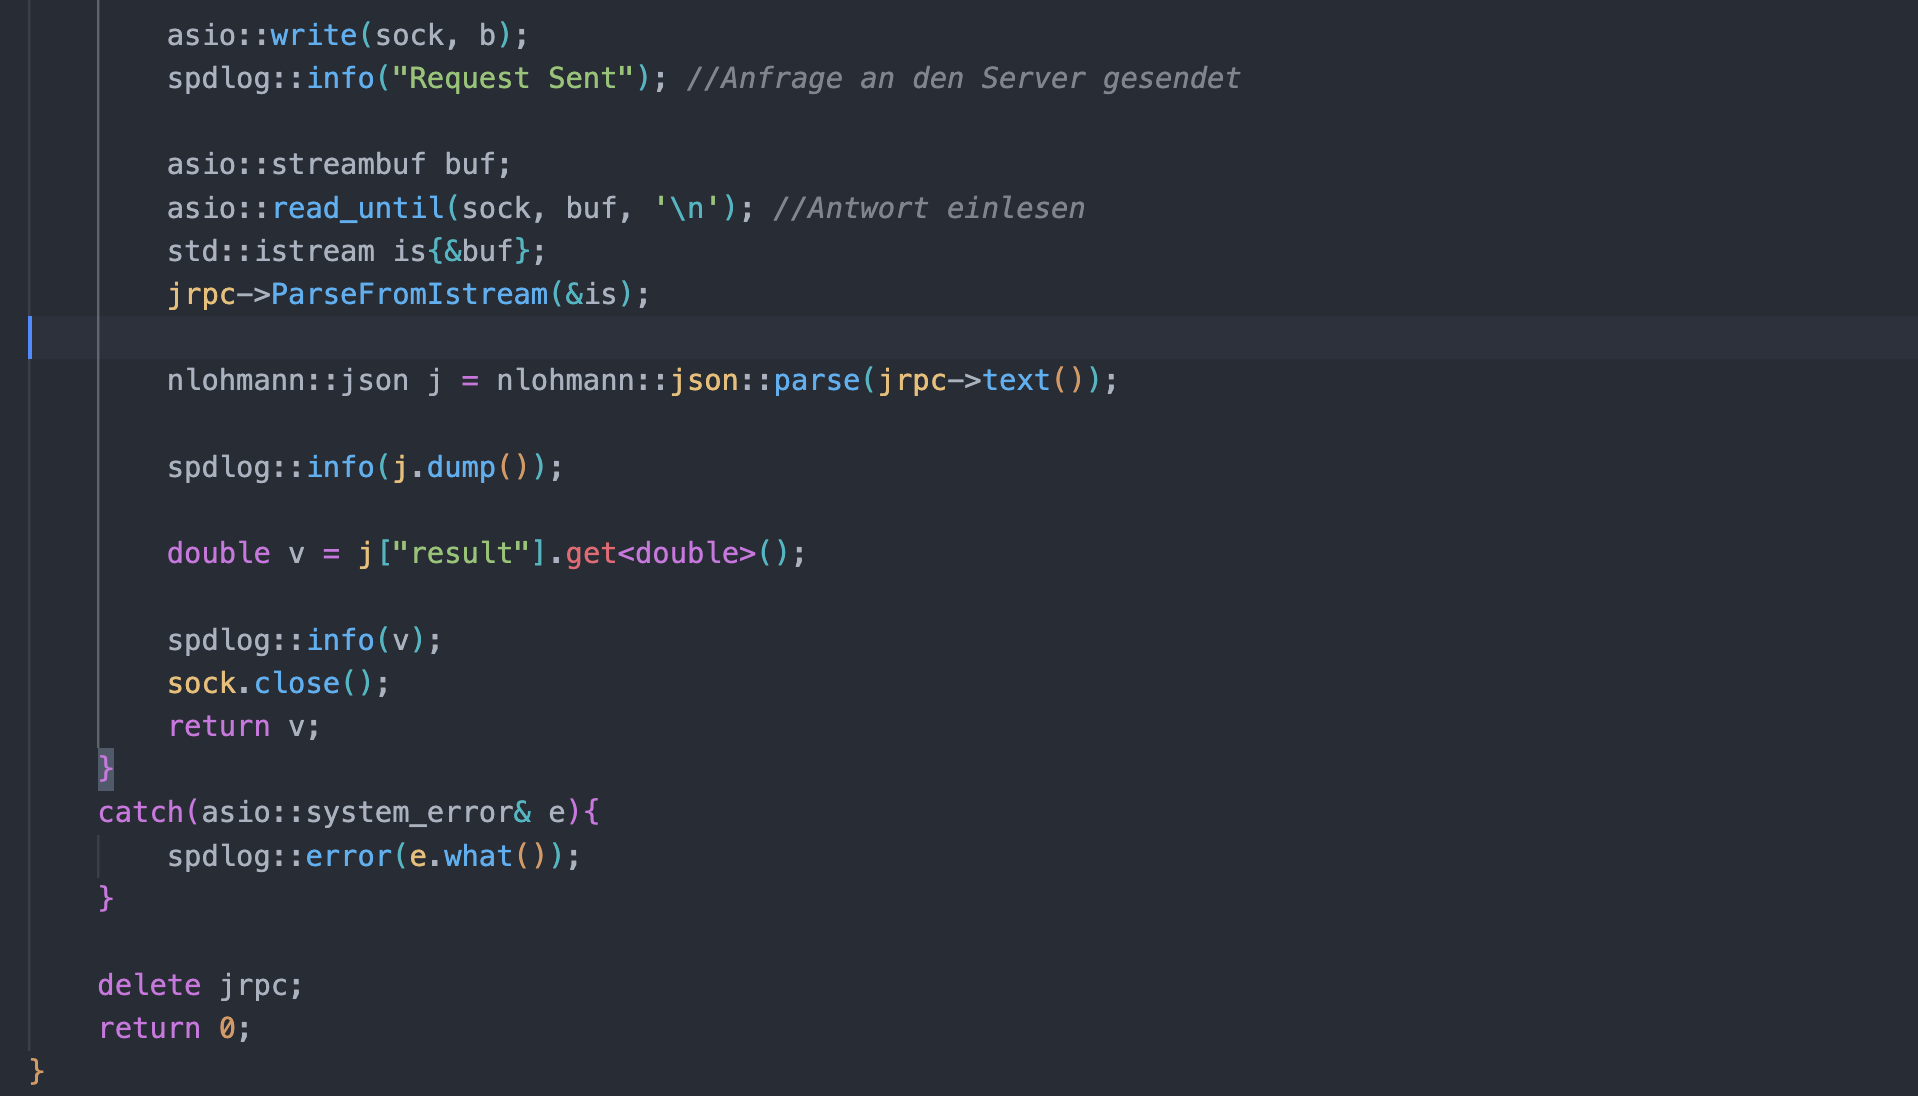 asio::write(sock, b);
spdlog::info("Request Sent"); //Anfrage an den Server gesendet
asio::streambuf buf;
asio::read_until(sock, buf, '\n'); //Antwort einlesen
std::istream is{&buf};
jrpc->ParseFromIstream(&is);
nlohmann::json j = nlohmann::json::parse(jrpc->text());
spdlog::info(j.dump());
double v = j["result"].get<double>();
spdlog::info(v);
sock.close();
return v;
}
catch(asio::system_error& e){
spdlog::error(e.what());
}
delete jrpc;
return 0;
}